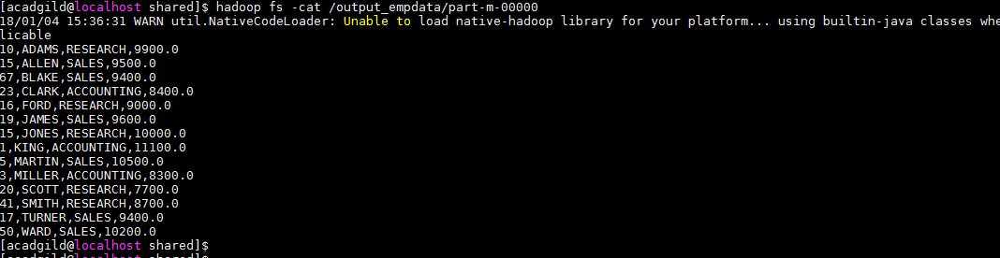 [acadgild@localhost shared]$ hadoop fs -cat /output_empdata/part-m-00000
18/01/04 15:36:31 WARN util.NativeCodeLoader: Unable to load native-hadoop library for your platform... using builtin-java classes whe
licable
10,ADAMS,RESEARCH,9900.0
15,ALLEN,SALES,9500.0
67,BLAKE,SALES,9400.0
23,CLARK,ACCOUNTING,8400.0
16,FORD,RESEARCH,9000.0
19,JAMES,SALES,9600.0
15,JONES,RESEARCH,10000.0
1,KING,ACCOUNTING,11100.0
5,MARTIN,SALES,10500.0
3,MILLER,ACCOUNTING,8300.0
20,SCOTT,RESEARCH,7700.0
41,SMITH,RESEARCH,8700.0
17,TURNER,SALES,9400.0
50,WARD,SALES,10200.0
[acadgild@localhost shared]$
[acadgild@localhost shared]$